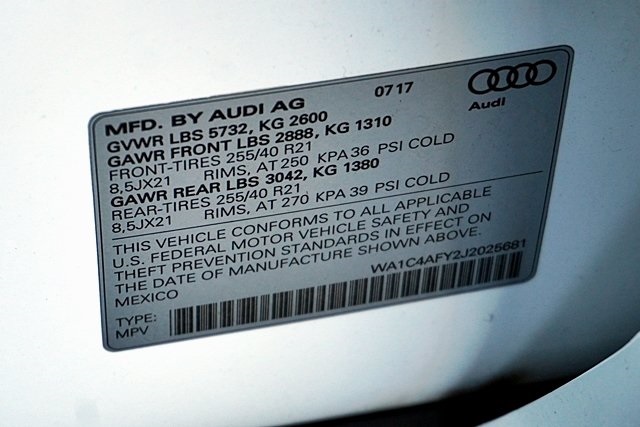 MFD. BY AUDI AG 07 17
Audi
GVWR LBS 5732, KG 2600
GAWR FRONT LBS 2888, KG 1310
FRONT-TIRES 255/40 R21
8,5JX21 RIMS, AT 250 KPA 36 PSI COLD
GAWR REAR LBS 3042, KG 1380
REAR-TIRES 255/40 R21
8,5JX21 RIMS, AT 270 KPA 39 PSI COLD
THIS VEHICLE CONFORMS TO ALL APPLICABLE
U.S. FEDERAL MOTOR VEHICLE SAFETY AND
THEFT PREVENTION STANDARDS IN EFFECT ON
THE DATE OF MANUFACTURE SHOWN ABOVE.
MEXICO WA1C4AFY2J2025681
TYPE:
MPV